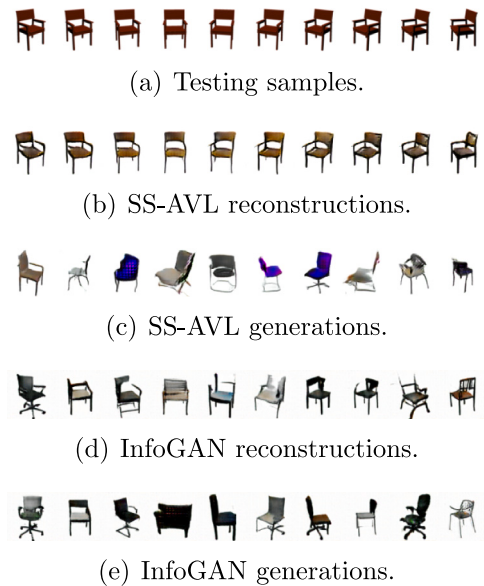 (a) Testing samples.
(b) SS-AVL reconstructions.
(c) SS-AVL generations.
(d) InfoGAN reconstructions.
(e) InfoGAN generations.